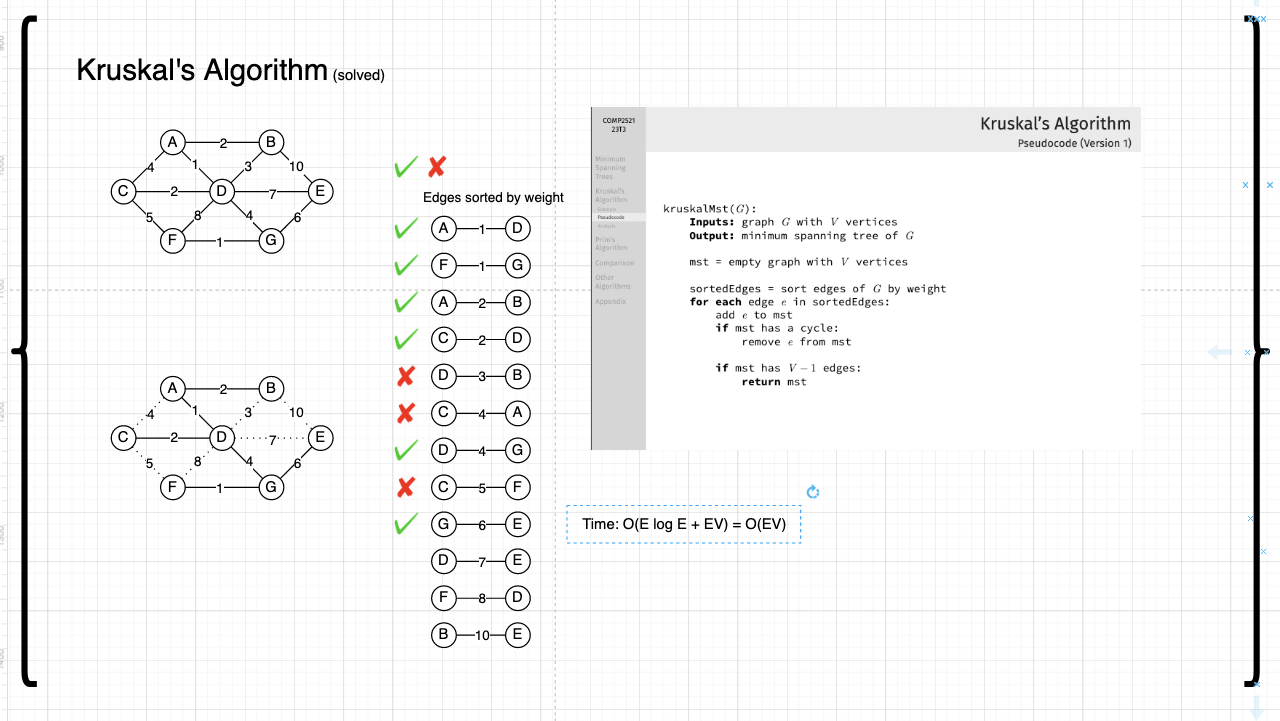 Kruskal's Algorithm (solved)
A 2 B
4 1 3 10
C 2 D 7 E
5 8 4 6
F 1 G
A 2 B
4 1 3 10
C 2 D 7 E
5 8 4 6
F 1 G
Edges sorted by weight
A 1 D
F 1 G
A 2 B
C 2 D
D 3 B
C 4 A
D 4 G
C 5 F
G 6 E
D 7 E
F 8 D
B 10 E
COMP2521
23T3
Minimum
Spanning
Trees
Kruskal's
Algorithm
Example
Pseudocode
Analysis
Prim's
Algorithm
Comparison
Other
Algorithms
Appendix
Kruskal's Algorithm
Pseudocode (Version 1)
kruskalMst(G):
Inputs: graph G with V vertices
Output: minimum spanning tree of G
mst = empty graph with V vertices
sortedEdges = sort edges of G by weight
for each edge e in sortedEdges:
add e to mst
if mst has a cycle:
remove e from mst
if mst has V − 1 edges:
return mst
Time: O(E log E + EV) = O(EV)